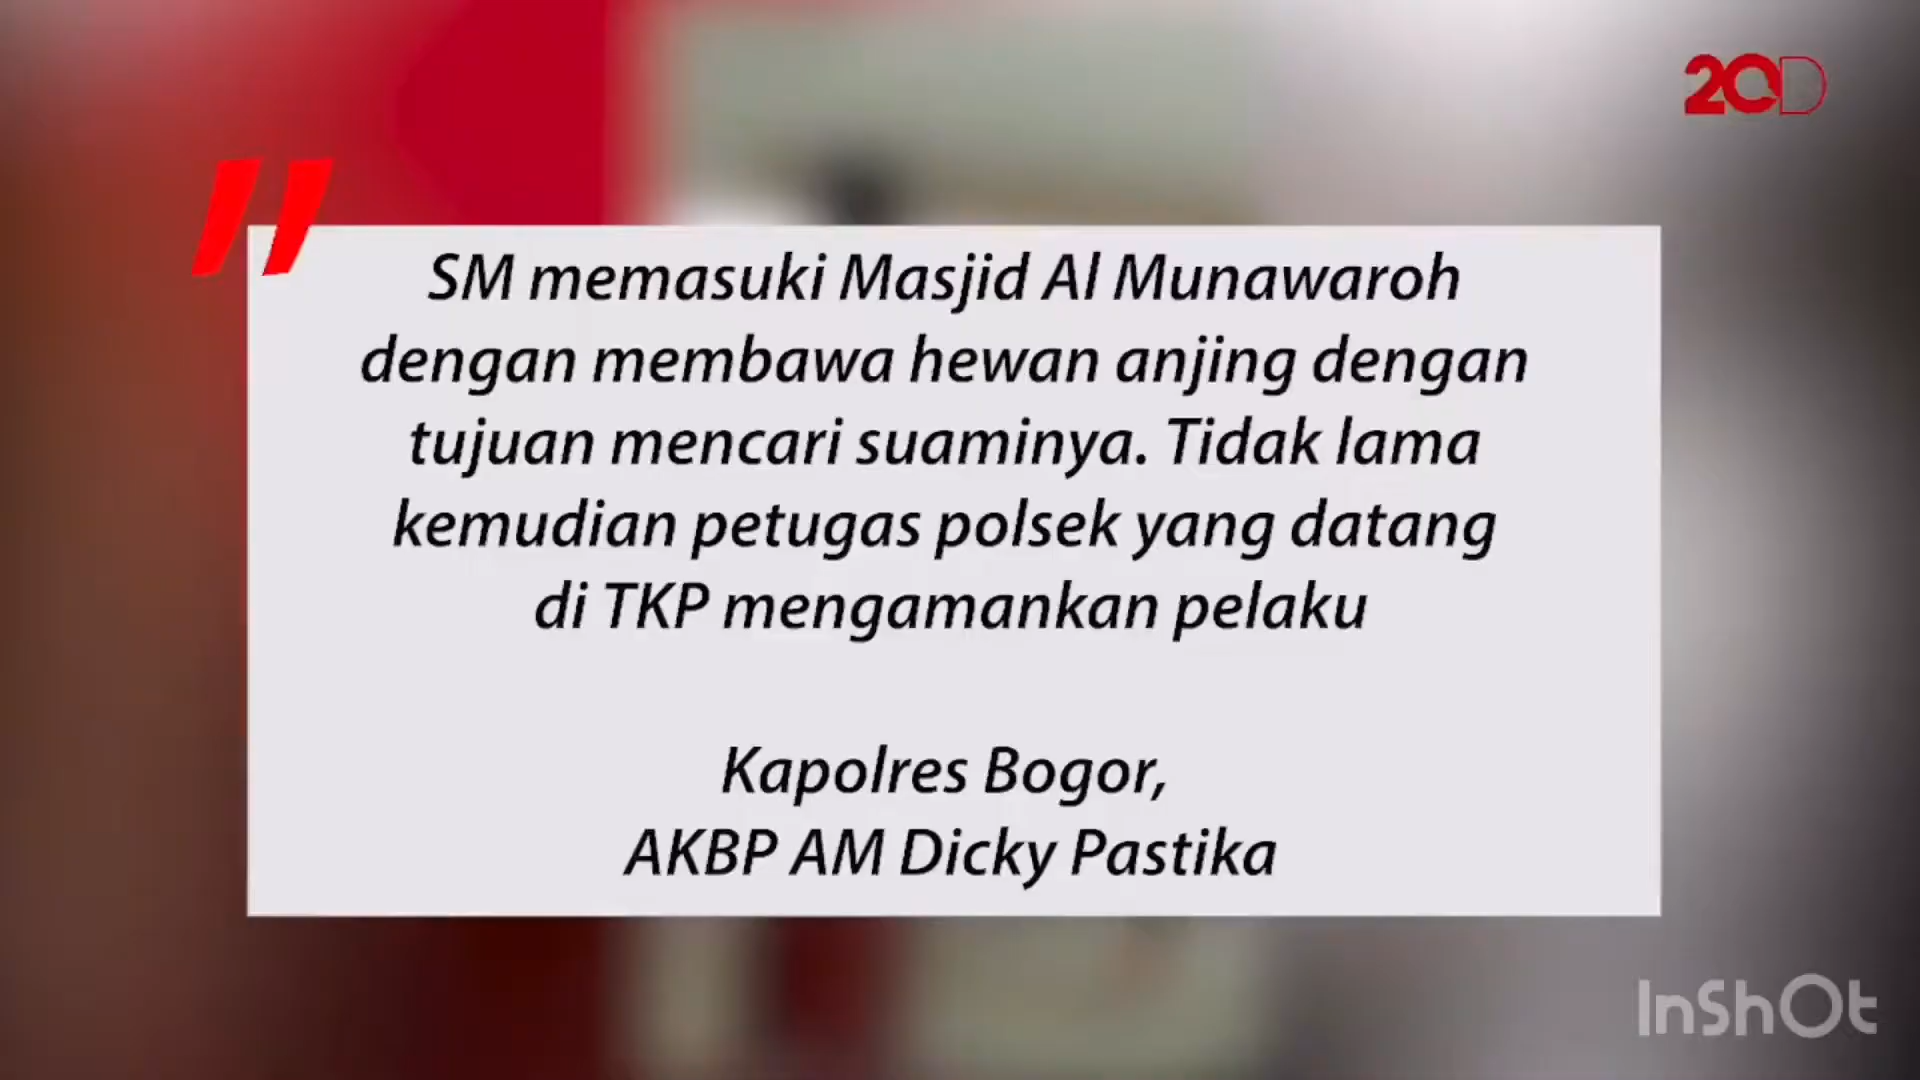 20D
"
SM memasuki Masjid Al Munawaroh
dengan membawa hewan anjing dengan
tujuan mencari suaminya. Tidak lama
kemudian petugas polsek yang datang
di TKP mengamankan pelaku
Kapolres Bogor,
AKBP AM Dicky Pastika
InShOt